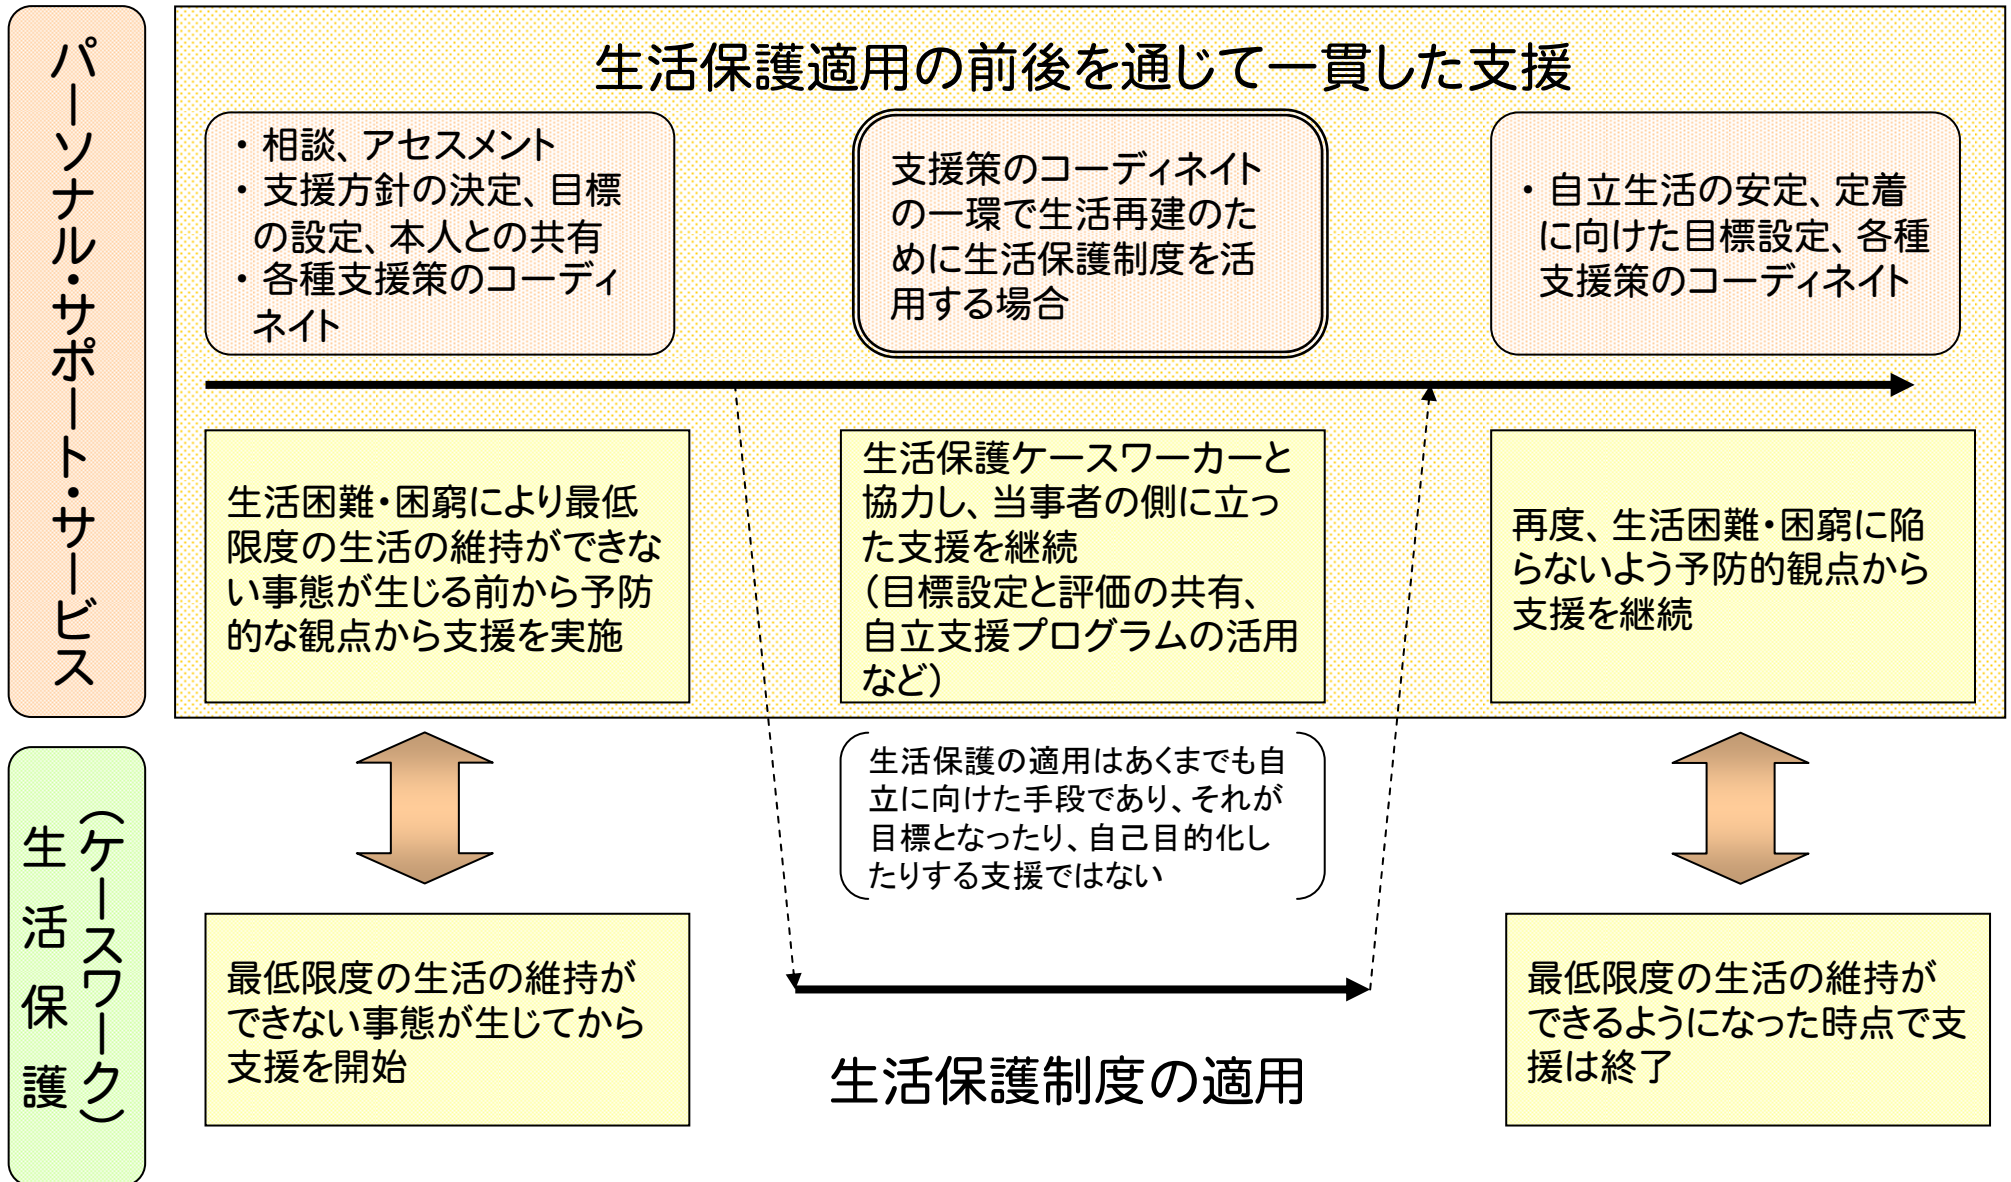 パーソナル・サポート・サービス
生活保護適用の前後を通じて一貫した支援
・ 相談、アセスメント
・ 支援方針の決定、目標
の設定、本人との共有
・ 各種支援策のコーディ
ネイト
支援策のコーディネイト
の一環で生活再建のた
めに生活保護制度を活
用する場合
・ 自立生活の安定、定着
に向けた目標設定、各種
支援策のコーディネイト
生活困難・困窮により最低
限度の生活の維持ができな
い事態が生じる前から予防
的な観点から支援を実施
生活保護ケースワーカーと
協力し、当事者の側に立っ
た支援を継続
（目標設定と評価の共有、
自立支援プログラムの活用
など）
再度、生活困難・困窮に陥
らないよう予防的観点から
支援を継続
生活保護
（ケースワーク）
生活保護の適用はあくまでも自
立に向けた手段であり、それが
目標となったり、自己目的化し
たりする支援ではない
最低限度の生活の維持が
できない事態が生じてから
支援を開始
生活保護制度の適用
最低限度の生活の維持が
できるようになった時点で支
援は終了